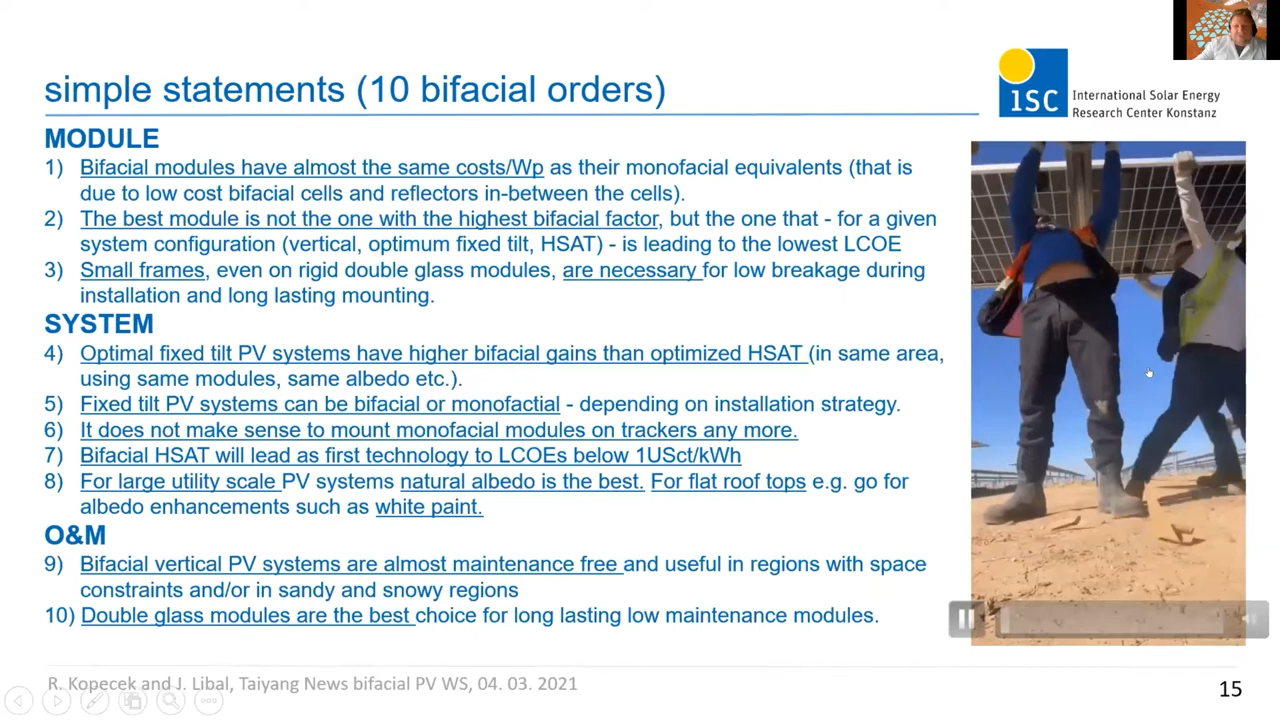 simple statements (10 bifacial orders)
ISC
International Solar Energy
Research Center Konstanz
MODULE
1) Bifacial modules have almost the same costs/Wp as their monofacial equivalents (that is
due to low cost bifacial cells and reflectors in-between the cells).
2) The best module is not the one with the highest bifacial factor, but the one that - for a given
system configuration (vertical, optimum fixed tilt, HSAT) - is leading to the lowest LCOE
3) Small frames, even on rigid double glass modules, are necessary for low breakage during
installation and long lasting mounting.
SYSTEM
4) Optimal fixed tilt PV systems have higher bifacial gains than optimized HSAT (in same area,
using same modules, same albedo etc.).
5) Fixed tilt PV systems can be bifacial or monofactial - depending on installation strategy.
6) It does not make sense to mount monofacial modules on trackers any more.
7) Bifacial HSAT will lead as first technology to LCOEs below 1USct/kWh
8) For large utility scale PV systems natural albedo is the best. For flat roof tops e.g. go for
albedo enhancements such as white paint.
O&M
9) Bifacial vertical PV systems are almost maintenance free and useful in regions with space
constraints and/or in sandy and snowy regions
10) Double glass modules are the best choice for long lasting low maintenance modules.
R. Kopecek and J. Libal, Taiyang News bifacial PV WS, 04. 03. 2021
15